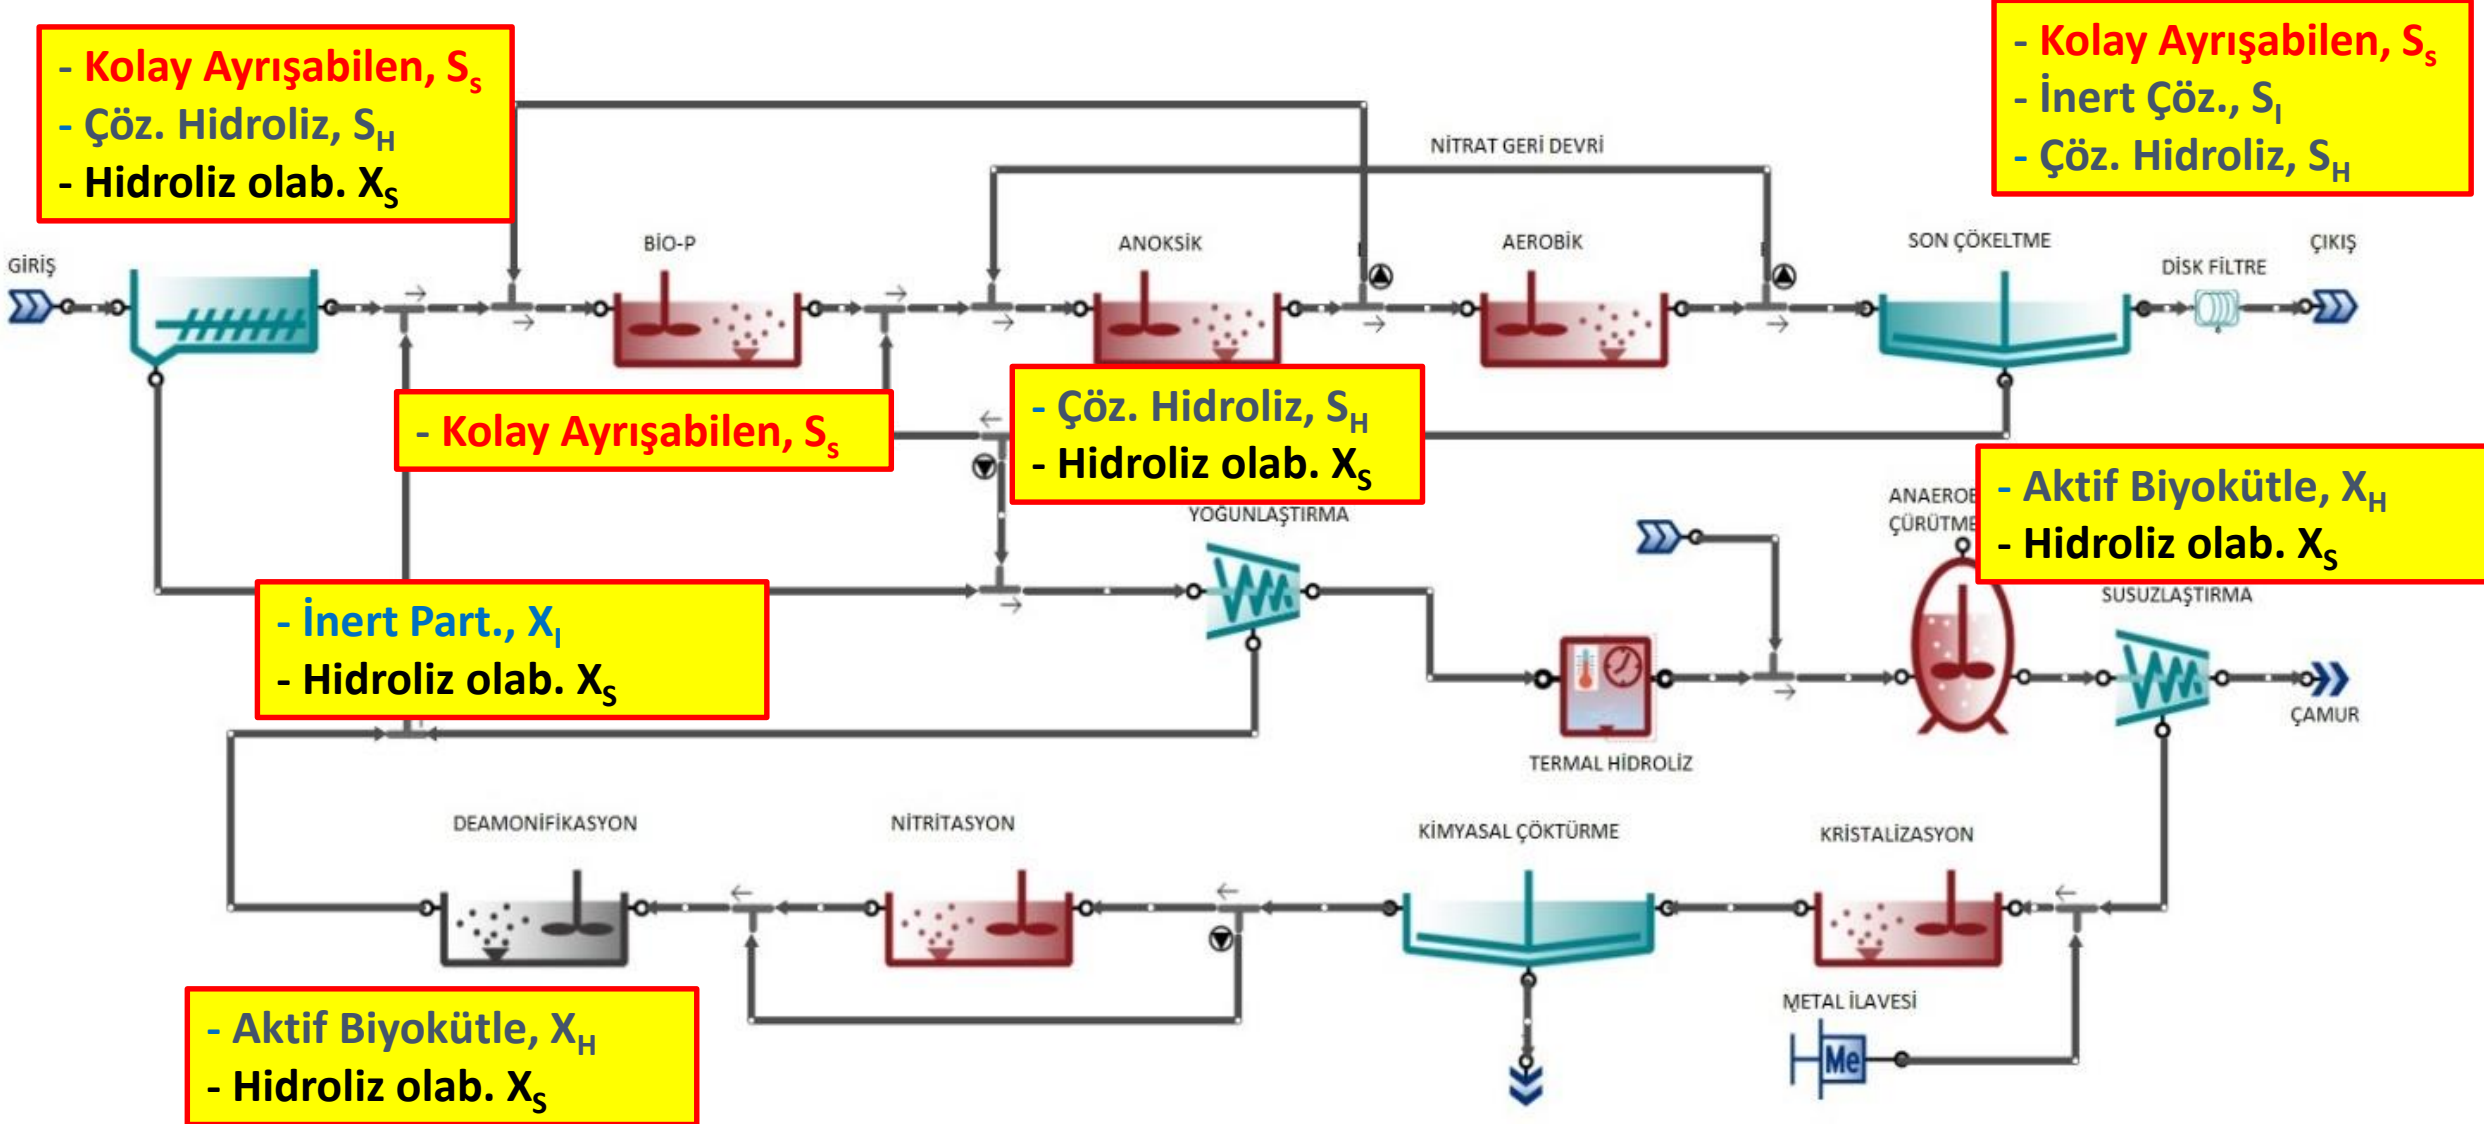 - Kolay Ayrışabilen, Ss
- Çöz. Hidroliz, SH
- Hidroliz olab. XS
- Kolay Ayrışabilen, Ss
- İnert Çöz., SI
- Çöz. Hidroliz, SH
NİTRAT GERİ DEVRİ
GİRİŞ
BİO-P
ANOKSİK
AEROBİK
SON ÇÖKELTME
DİSK FİLTRE
ÇIKIŞ
- Kolay Ayrışabilen, Ss
- Çöz. Hidroliz, SH
- Hidroliz olab. XS
YOĞUNLAŞTIRMA
ANAEROB
ÇÜRÜTME
- Aktif Biyokütle, XH
- Hidroliz olab. XS
SUSUZLAŞTIRMA
- İnert Part., XI
- Hidroliz olab. XS
TERMAL HİDROLİZ
ÇAMUR
DEAMONİFİKASYON
NİTRİTASYON
KİMYASAL ÇÖKTÜRME
KRİSTALİZASYON
- Aktif Biyokütle, XH
- Hidroliz olab. XS
METAL İLAVESİ
Me